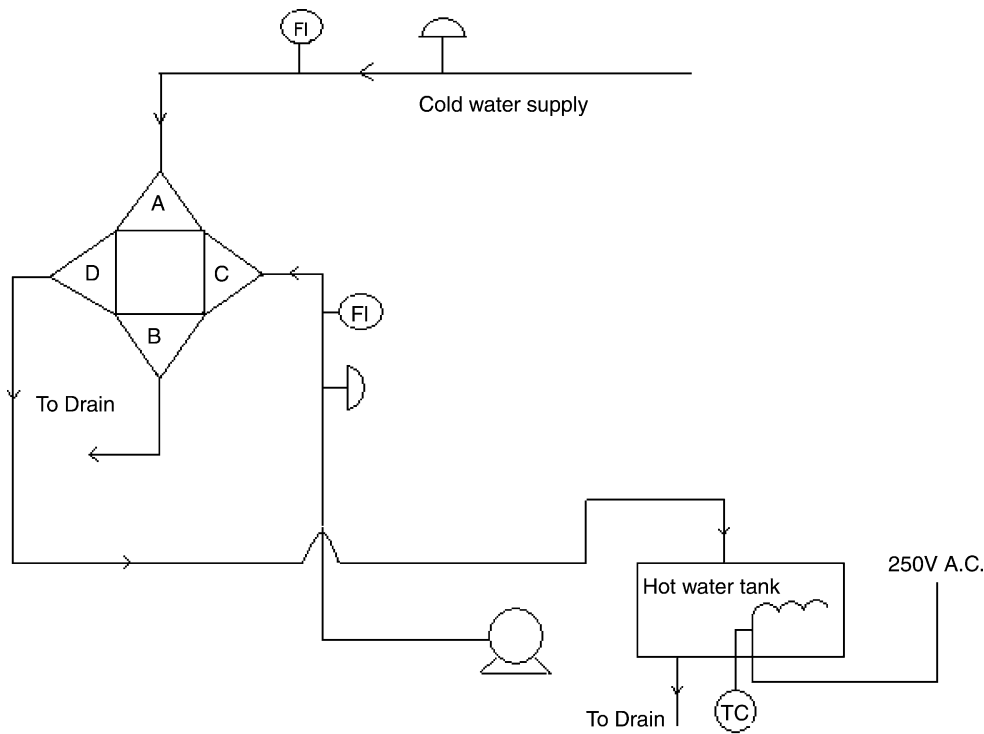 FI
Cold water supply
A
D
C
B
FI
To Drain
250V A.C.
Hot water tank
To Drain
TC